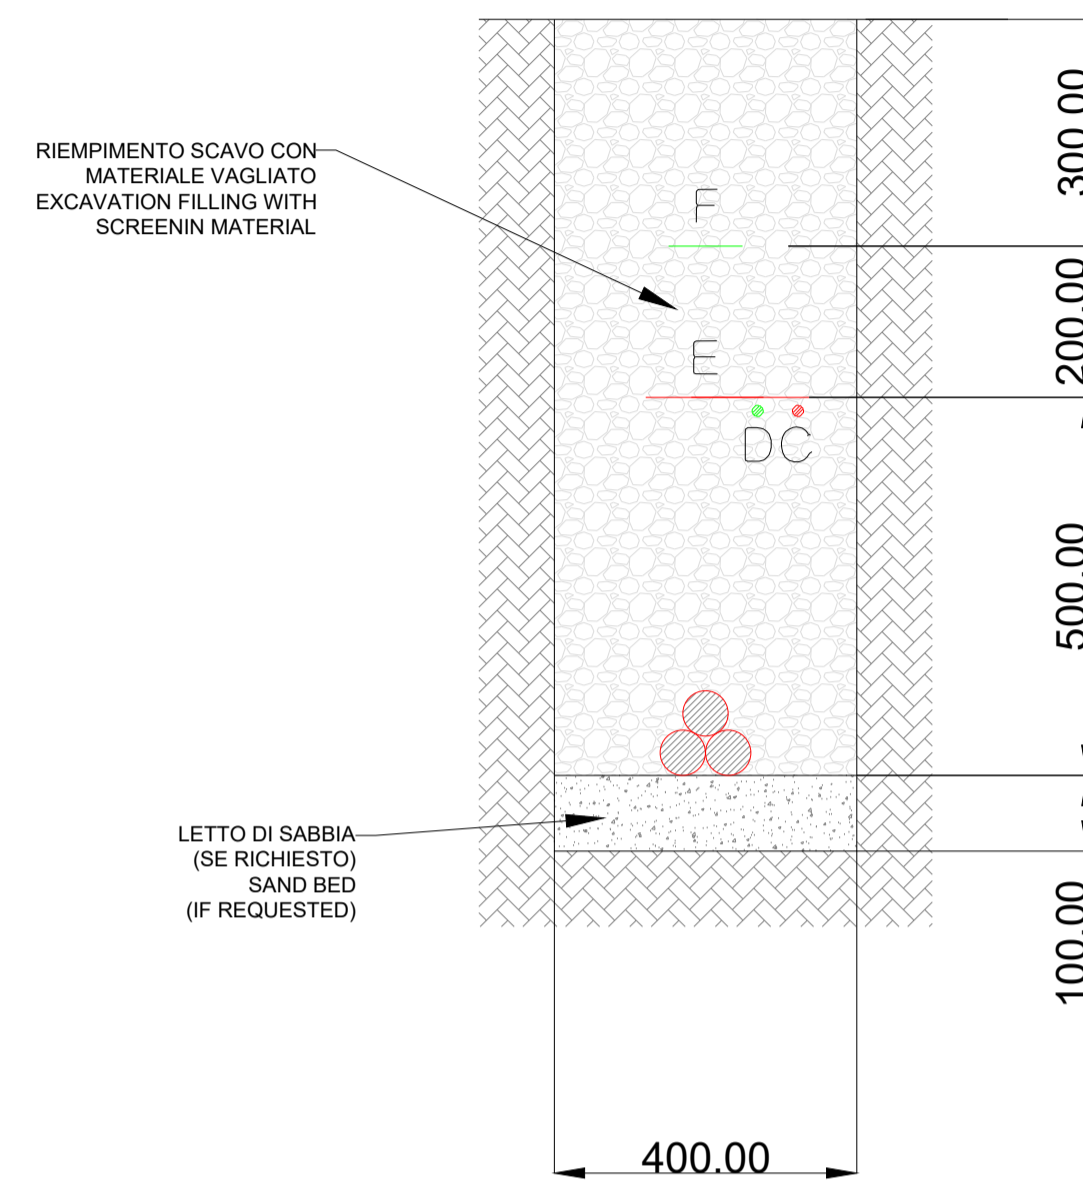 300.00
RIEMPIMENTO SCAVO CON
MATERIALE VAGLIATO
EXCAVATION FILLING WITH
SCREENIN MATERIAL
F
200.00
E
DC
500.00
LETTO DI SABBIA
(SE RICHIESTO)
SAND BED
(IF REQUESTED)
100.00
400.00